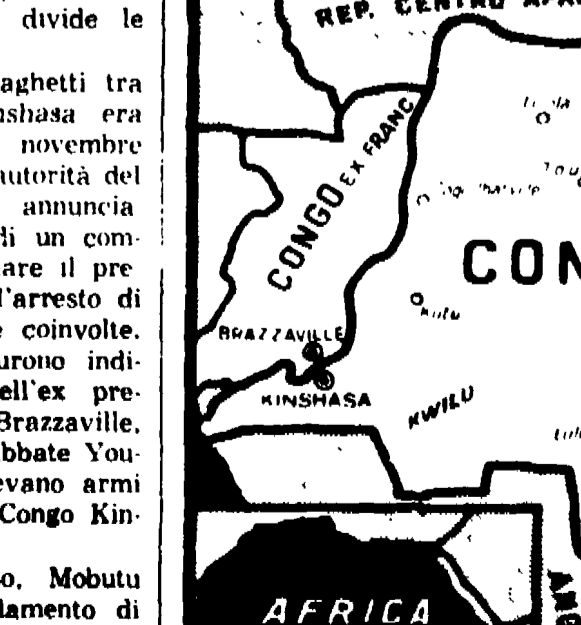 divide le
aghetti tra
nshasa era
novembre
autorità del
annuncia
di un com-
are il pre
l'arresto di
e coinvolte.
urono indi-
ell'ex pre-
Brazzaville,
bbate You-
evano armi
Congo Kin-
o, Mobutu
lamento di
REP. CENTRO AFR
CONGO EX FRANC
CON
BRAZZAVILLE
KINSHASA
KWILU
AFRICA
ANG